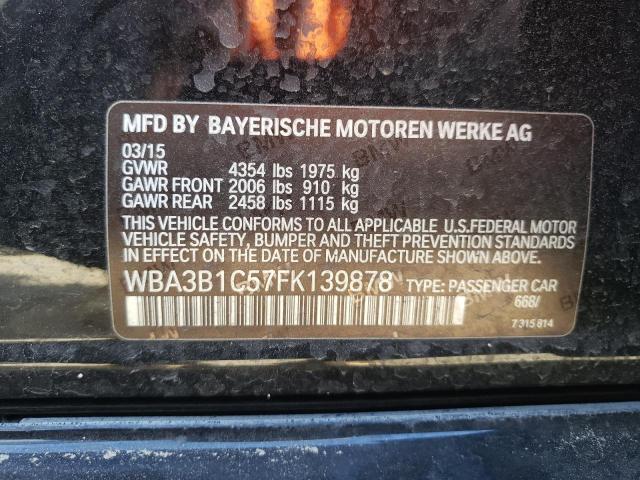 MFD BY BAYERISCHE MOTOREN WERKE AG
03/15
GVWR 4354 lbs 1975 kg
GAWR FRONT 2006 lbs 910 kg
GAWR REAR 2458 lbs 1115 kg
THIS VEHICLE CONFORMS TO ALL APPLICABLE U.S.FEDERAL MOTOR
VEHICLE SAFETY, BUMPER AND THEFT PREVENTION STANDARDS
IN EFFECT ON THE DATE OF MANUFACTURE SHOWN ABOVE.
WBA3B1C57FK139878 TYPE: PASSENGER CAR
668/
7 315 814